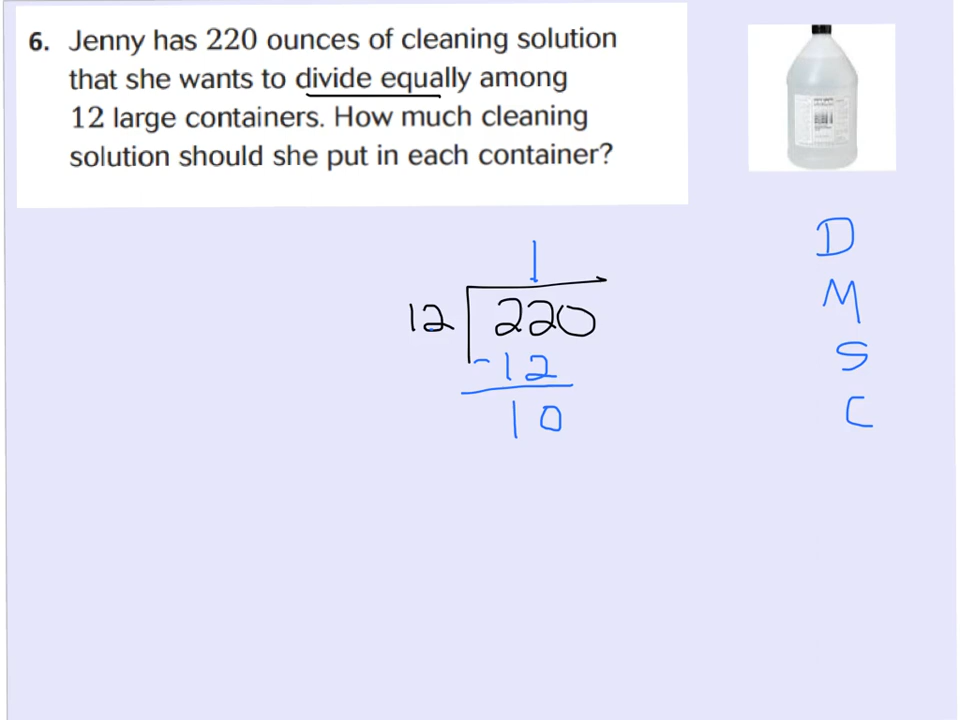 6. Jenny has 220 ounces of cleaning solution
that she wants to divide equally among
12 large containers. How much cleaning
solution should she put in each container?
1
12 220
-12
10
D
M
S
C